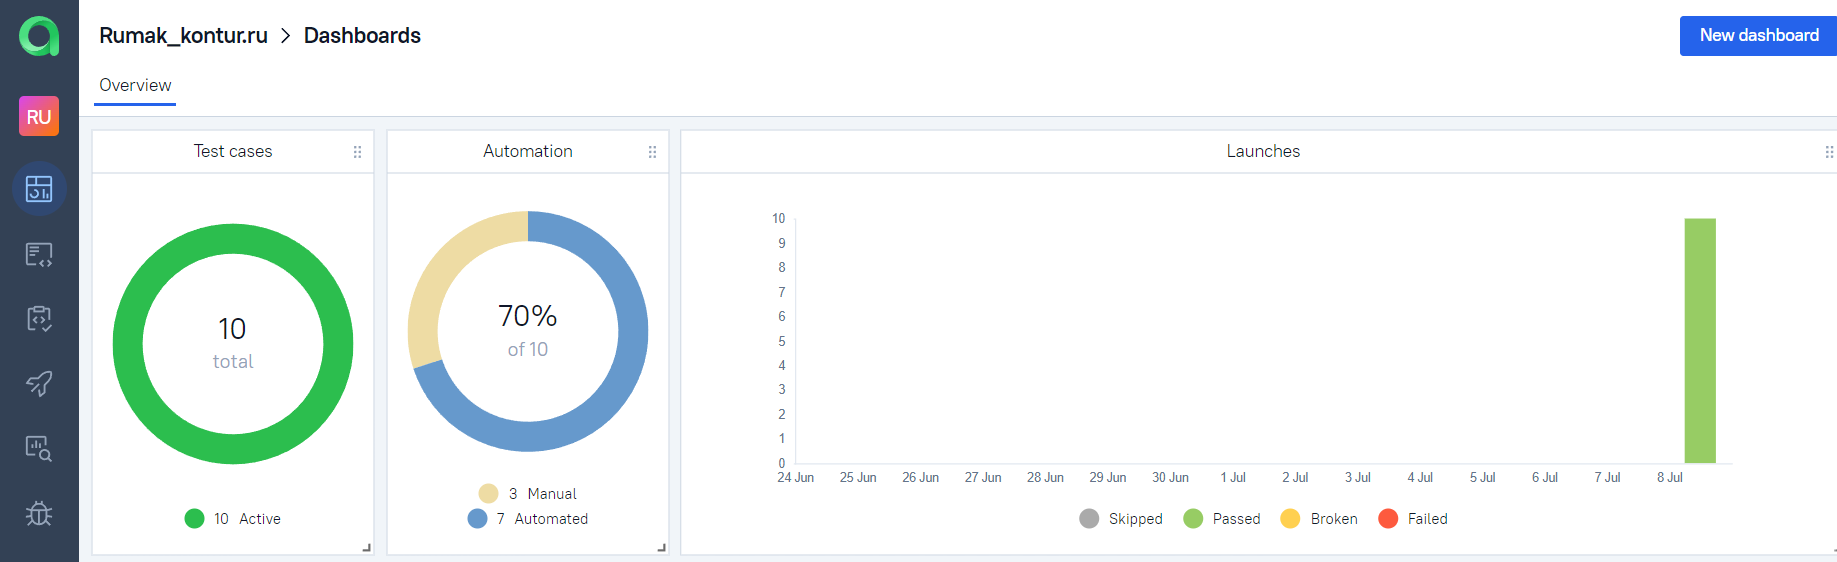 Rumak_kontur.ru > Dashboards
New dashboard
RU
Overview
Test cases
10
total
10 Active
Automation
70%
of 10
3 Manual
7 Automated
Launches
10
9
8
7
6
5
4
3
2
1
0
24 Jun 25 Jun 26 Jun 27 Jun 28 Jun 29 Jun 30 Jun 1 Jul 2 Jul 3 Jul 4 Jul 5 Jul 6 Jul 7 Jul 8 Jul
Skipped Passed Broken Failed